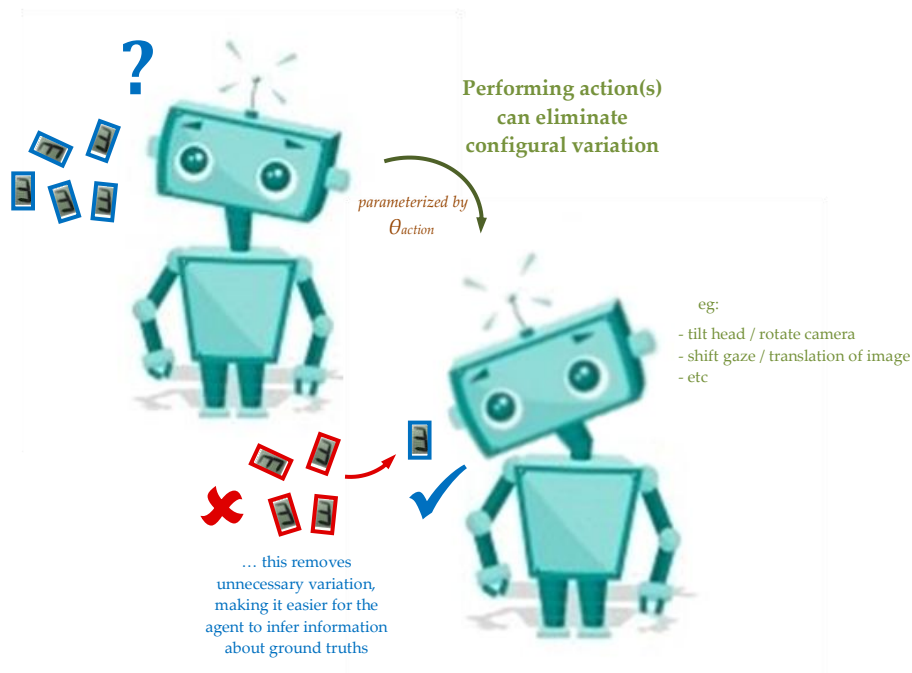 ?
Performing action(s)
can eliminate
configural variation
parameterized by
θaction
eg:
- tilt head / rotate camera
- shift gaze / translation of image
- etc
… this removes
unnecessary variation,
making it easier for the
agent to infer information
about ground truths